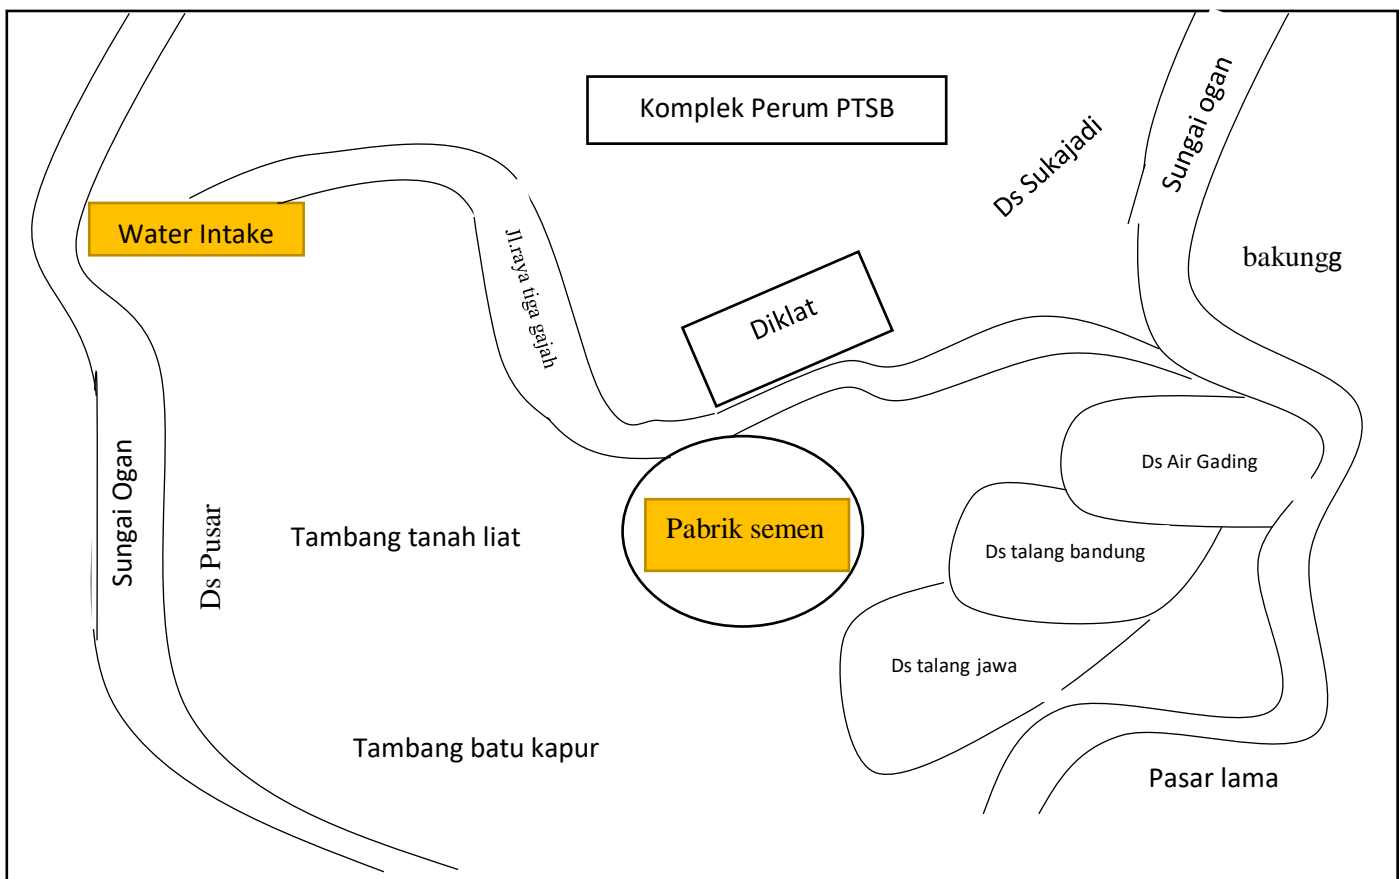 Komplek Perum PTSB
Sungai ogan
Ds Sukajadi
Water Intake
Jl.raya tiga gajah
bakungg
Diklat
Ds Air Gading
Sungai Ogan
Ds Pusar
Tambang tanah liat
Pabrik semen
Ds talang bandung
Ds talang jawa
Tambang batu kapur
Pasar lama